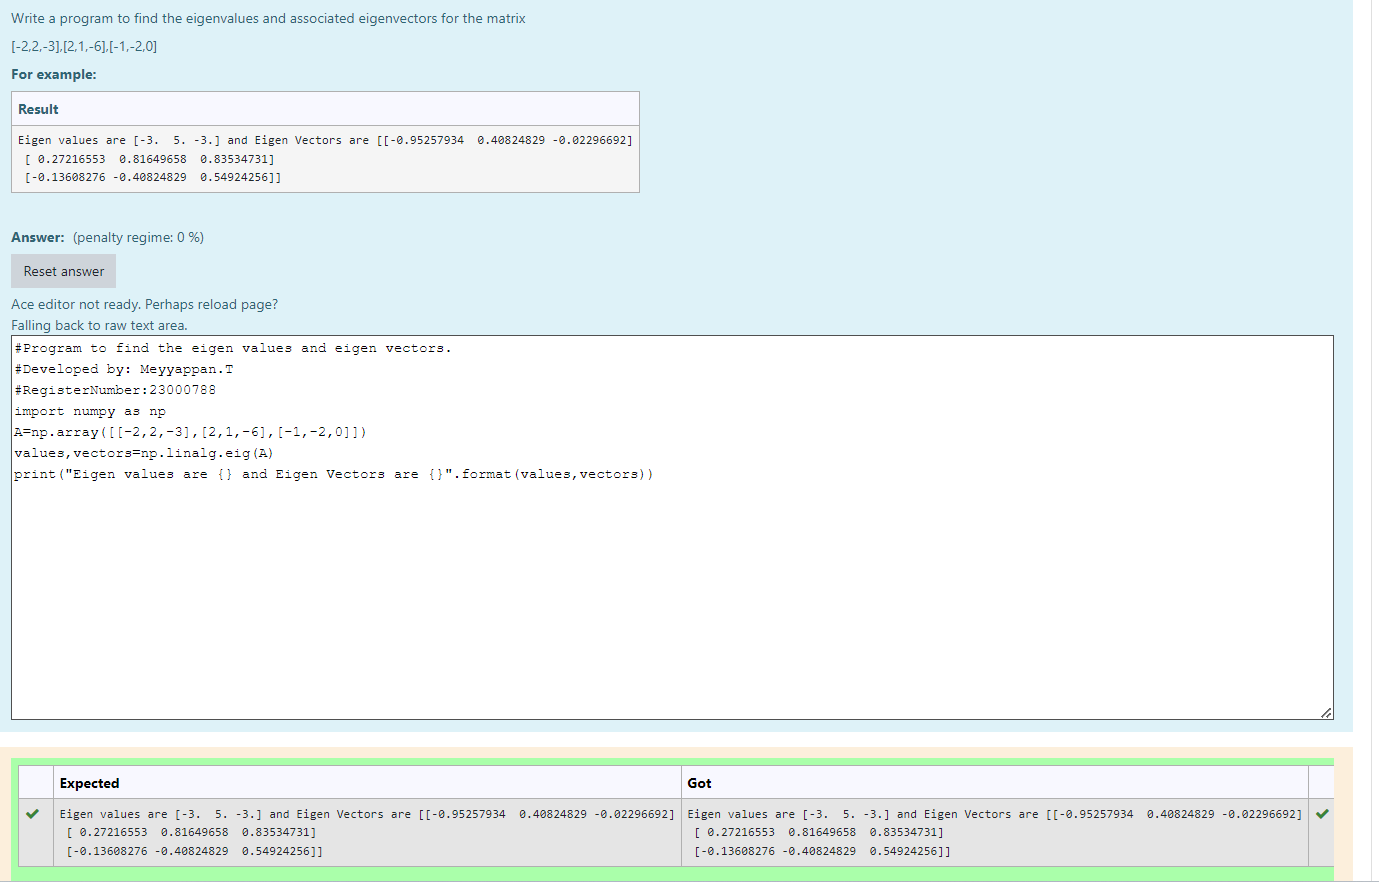 Write a program to find the eigenvalues and associated eigenvectors for the matrix
[-2,2,-3],[2,1,-6],[-1,-2,0]
For example:
Result
Eigen values are [-3.  5. -3.] and Eigen Vectors are [[-0.95257934  0.40824829 -0.02296692]
 [ 0.27216553  0.81649658  0.83534731]
 [-0.13608276 -0.40824829  0.54924256]]
Answer: (penalty regime: 0 %)
Reset answer
Ace editor not ready. Perhaps reload page?
Falling back to raw text area.
#Program to find the eigen values and eigen vectors.
#Developed by: Meyyappan.T
#RegisterNumber:23000788
import numpy as np
A=np.array([[-2,2,-3],[2,1,-6],[-1,-2,0]])
values,vectors=np.linalg.eig(A)
print("Eigen values are {} and Eigen Vectors are {}".format(values,vectors))
Expected Got
Eigen values are [-3.  5. -3.] and Eigen Vectors are [[-0.95257934  0.40824829 -0.02296692] Eigen values are [-3.  5. -3.] and Eigen Vectors are [[-0.95257934  0.40824829 -0.02296692]
 [ 0.27216553  0.81649658  0.83534731]  [ 0.27216553  0.81649658  0.83534731]
 [-0.13608276 -0.40824829  0.54924256]]  [-0.13608276 -0.40824829  0.54924256]]